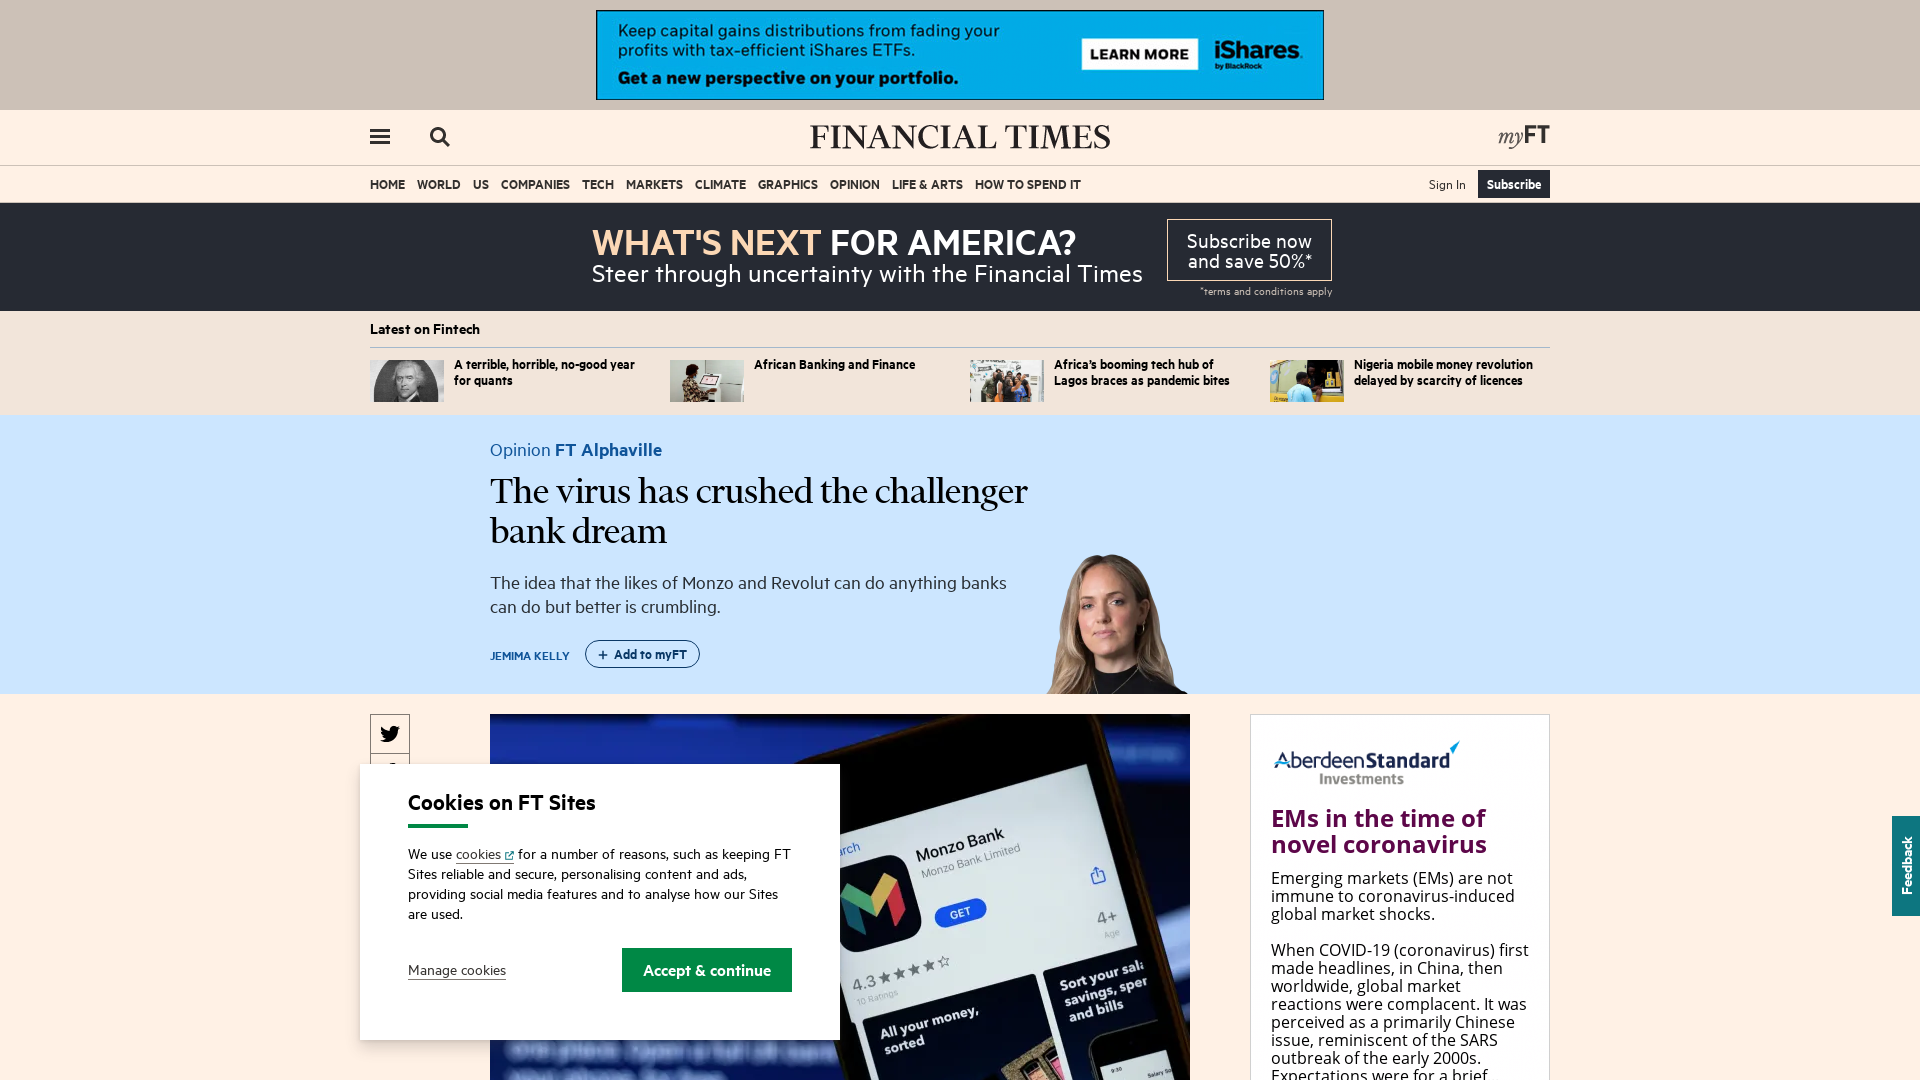 Keep capital gains distributions from fading your
profits with tax-efficient iShares ETFs.
Get a new perspective on your portfolio.
LEARN MORE
iShares.
by BlackRock
FINANCIAL TIMES
myFT
HOME WORLD US COMPANIES TECH MARKETS CLIMATE GRAPHICS OPINION LIFE & ARTS HOW TO SPEND IT
Sign In
Subscribe
WHAT'S NEXT FOR AMERICA?
Steer through uncertainty with the Financial Times
Subscribe now
and save 50%*
*terms and conditions apply
Latest on Fintech
A terrible, horrible, no-good year
for quants
African Banking and Finance
Africa's booming tech hub of
Lagos braces as pandemic bites
Nigeria mobile money revolution
delayed by scarcity of licences
Opinion FT Alphaville
The virus has crushed the challenger
bank dream
The idea that the likes of Monzo and Revolut can do anything banks
can do but better is crumbling.
JEMIMA KELLY
+ Add to myFT
Cookies on FT Sites
We use cookies for a number of reasons, such as keeping FT
Sites reliable and secure, personalising content and ads,
providing social media features and to analyse how our Sites
are used.
Manage cookies
Accept & continue
Monzo Bank
Monzo Bank Limited
GET
4.3
10 Ratings
4+
Age
All your money,
sorted
Sort your
savings,
and bills
9:30
AberdeenStandard
Investments
EMs in the time of
novel coronavirus
Emerging markets (EMs) are not
immune to coronavirus-induced
global market shocks.
When COVID-19 (coronavirus) first
made headlines, in China, then
worldwide, global market
reactions were complacent. It was
perceived as a primarily Chinese
issue, reminiscent of the SARS
outbreak of the early 2000s.
Expectations were for a brief
Feedback